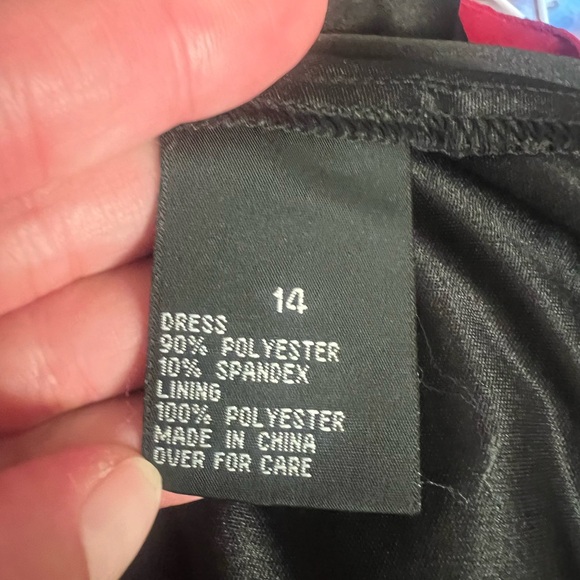 14
DRESS
90% POLYESTER
10% SPANDEX
LINING
100% POLYESTER
MADE IN CHINA
OVER FOR CARE